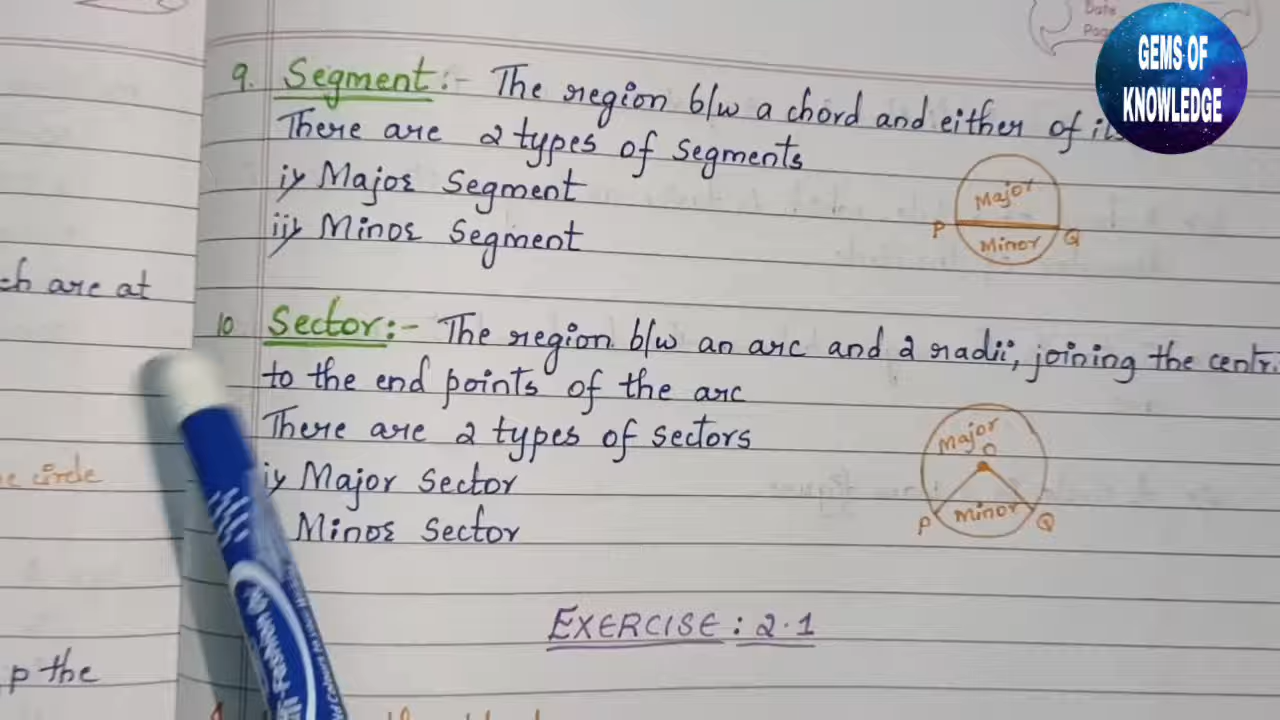 Date
Pag
GEMS OF
KNOWLEDGE
9. Segment:- The region b/w a chord and either of its
There are 2 types of segments
i) Major Segment
ii) Minor Segment
Major
P Q
Minor
ch are at
10 Sector:- The region b/w an arc and 2 radii, joining the centr.
to the end points of the arc
There are 2 types of sectors
i) Major Sector
Minor Sector
Major
O
Minor
P Q
e circle
EXERCISE: 2.1
p the